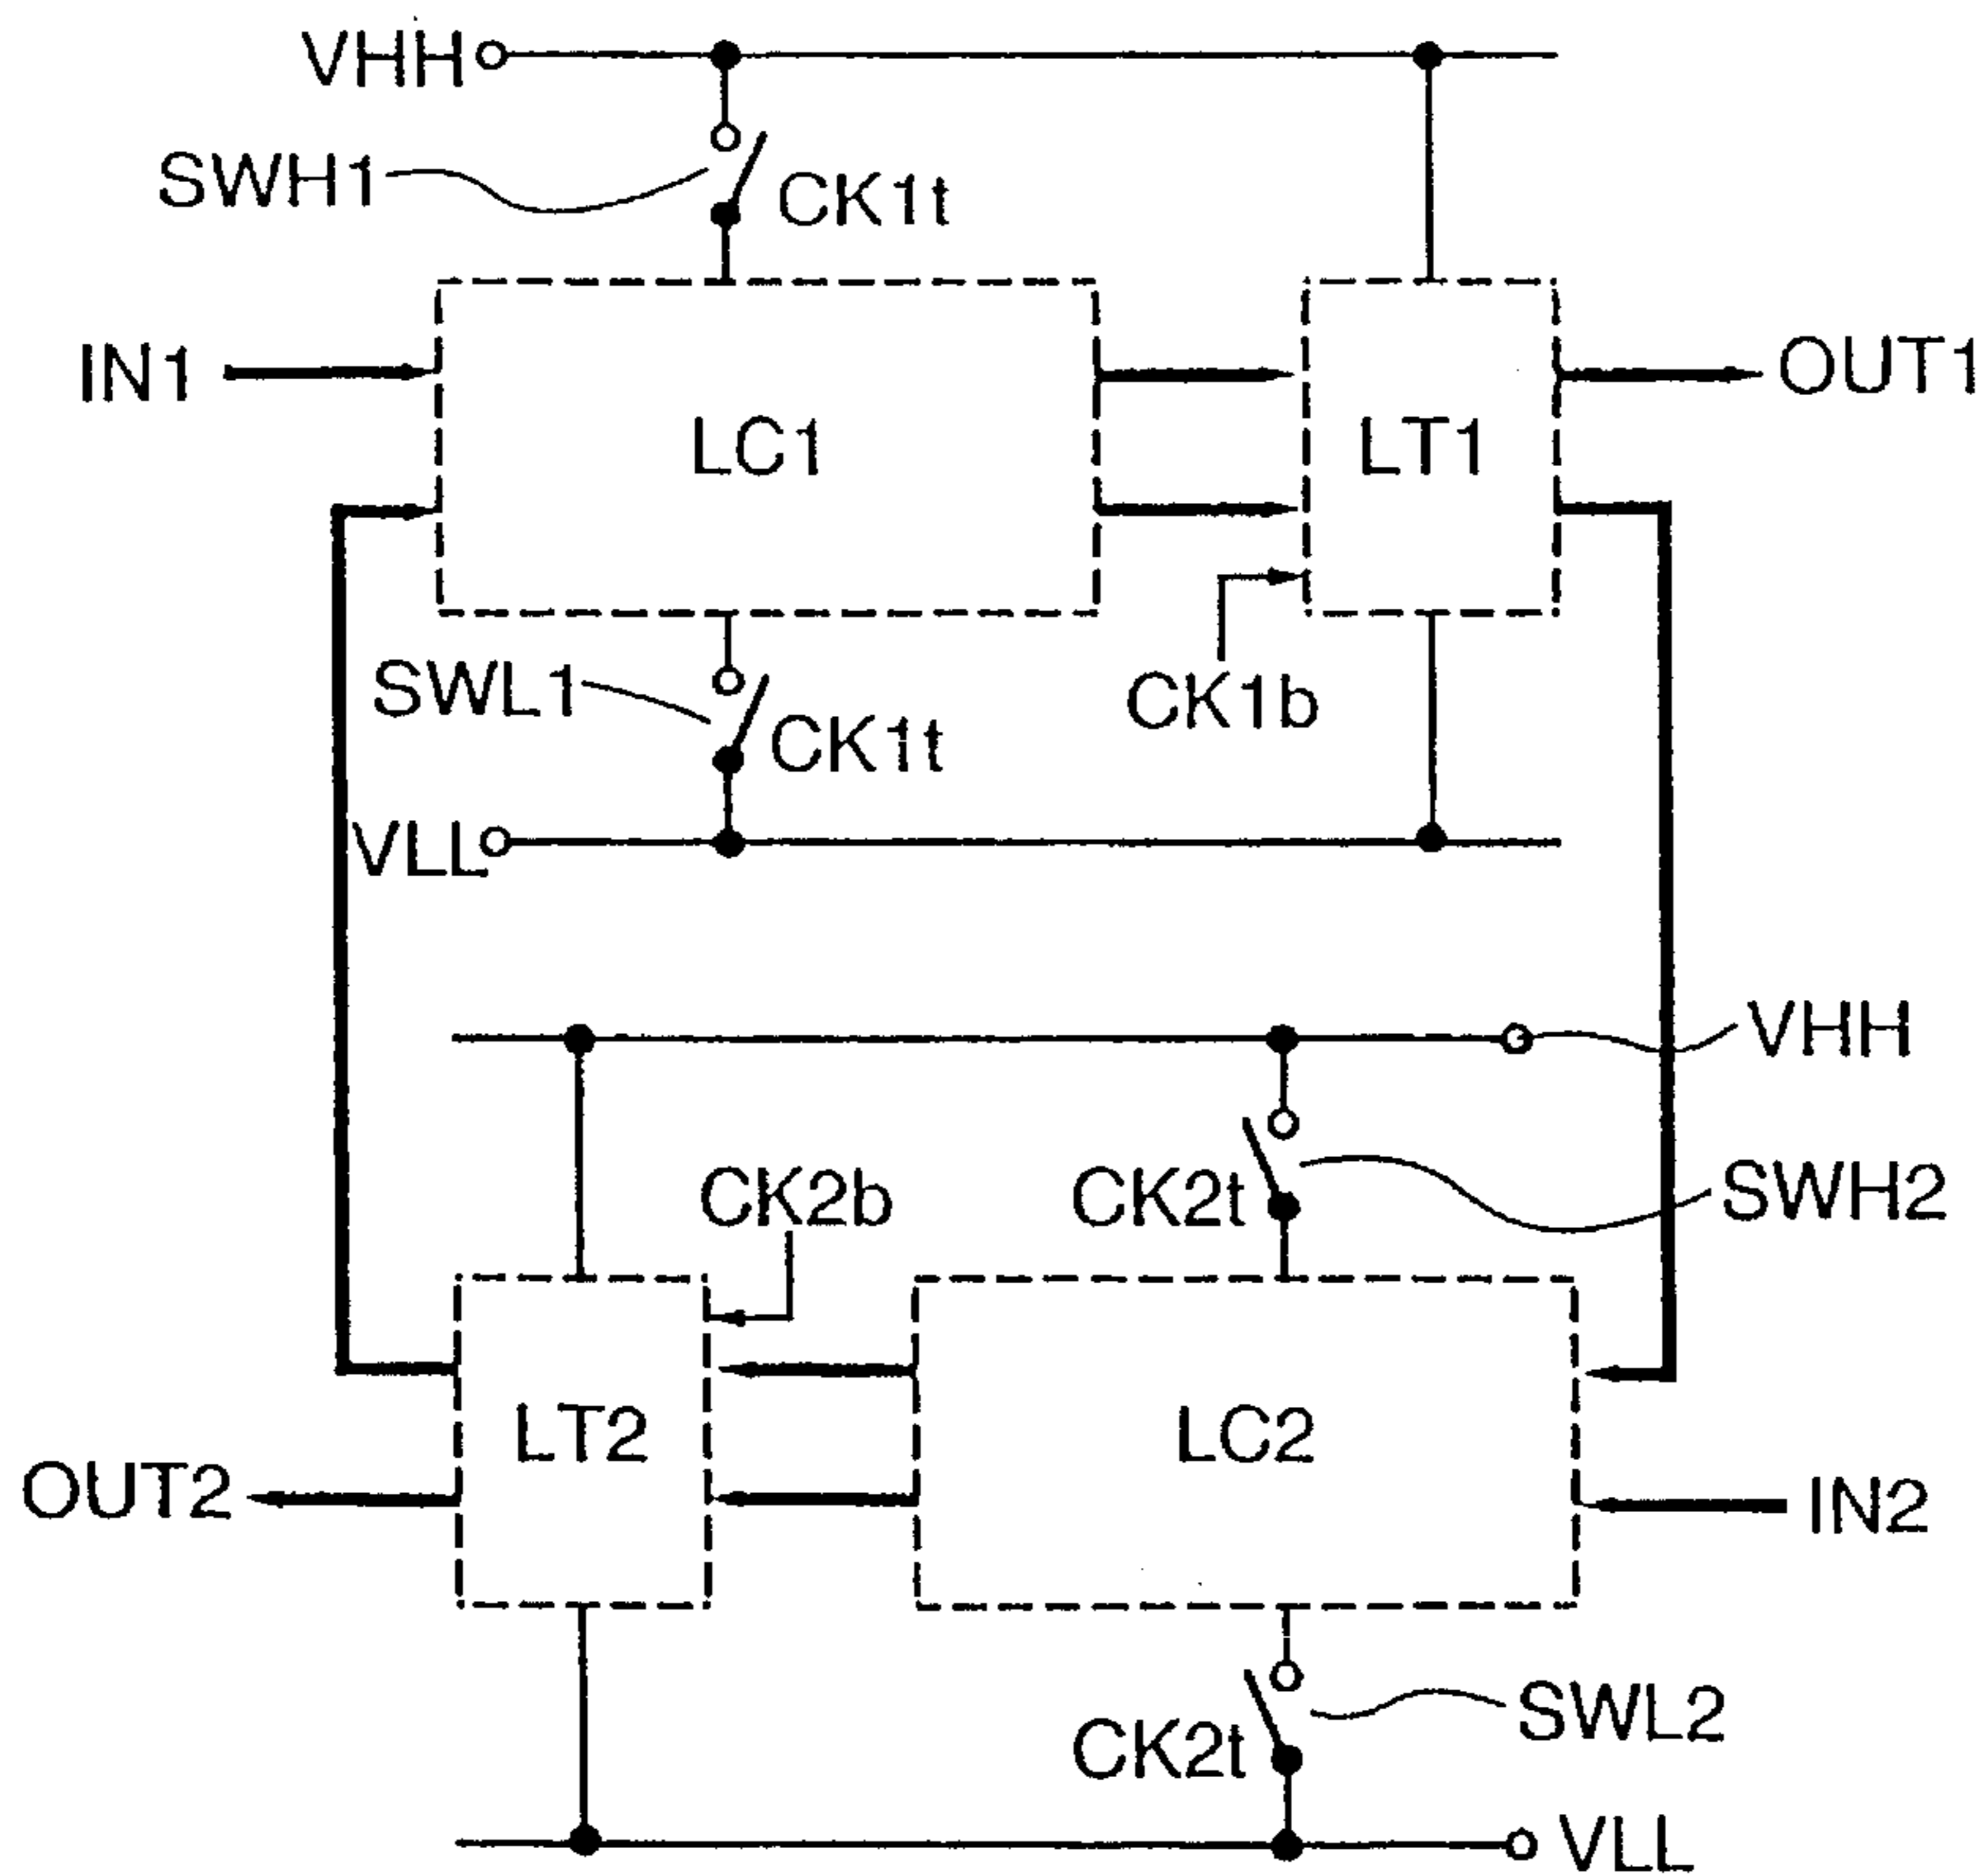 VHH
SWH1
CK1t
IN1
LC1
LT1
OUT1
SWL1
CK1t
CK1b
VLL
VHH
CK2b
CK2t
SWH2
LT2
LC2
OUT2
IN2
CK2t
SWL2
VLL